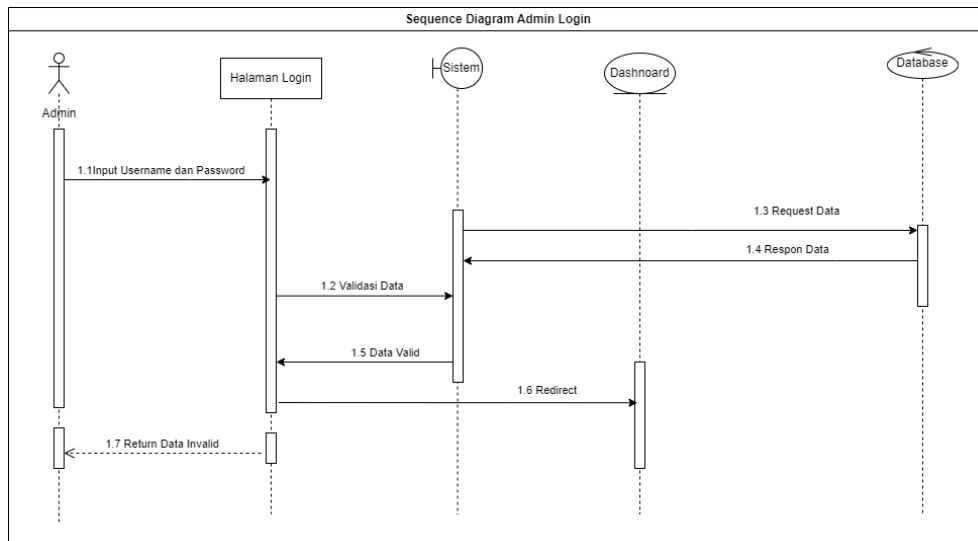 Sequence Diagram Admin Login
Admin
Halaman Login
Sistem
Dashnoard
Database
1.1Input Username dan Password
1.3 Request Data
1.4 Respon Data
1.2 Validasi Data
1.5 Data Valid
1.6 Redirect
1.7 Return Data Invalid